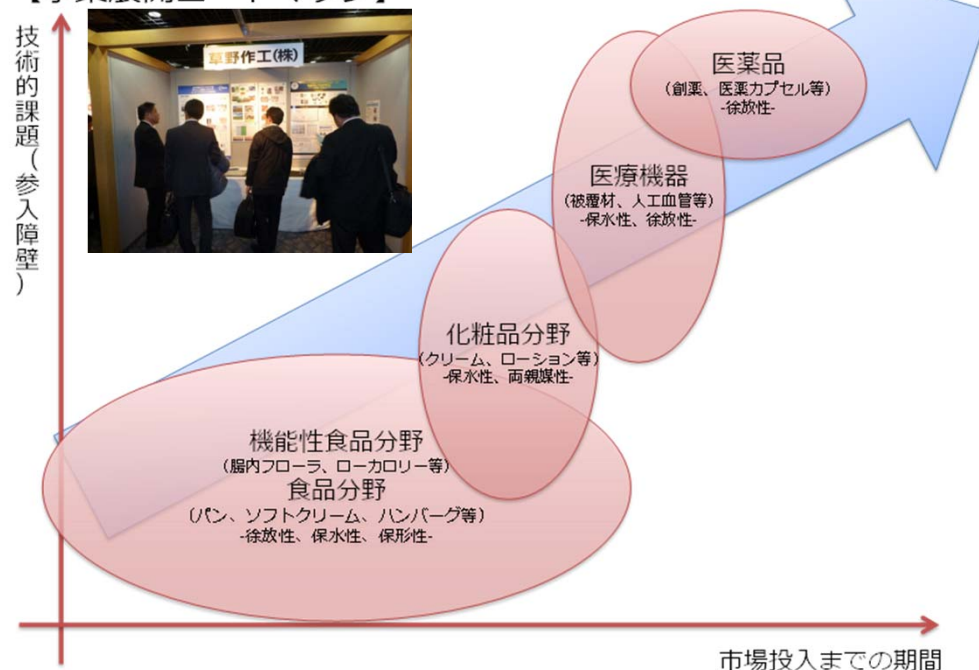 技術的課題(参入障壁)
草野作工(株)
医薬品
(創薬、医薬カプセル等)
-徐放性-
医療機器
(被覆材、人工血管等)
-保水性、徐放性-
化粧品分野
(クリーム、ローション等)
-保水性、両親媒性-
機能性食品分野
(腸内フローラ、ローカロリー等)
食品分野
(パン、ソフトクリーム、ハンバーグ等)
-徐放性、保水性、保形性-
市場投入までの期間